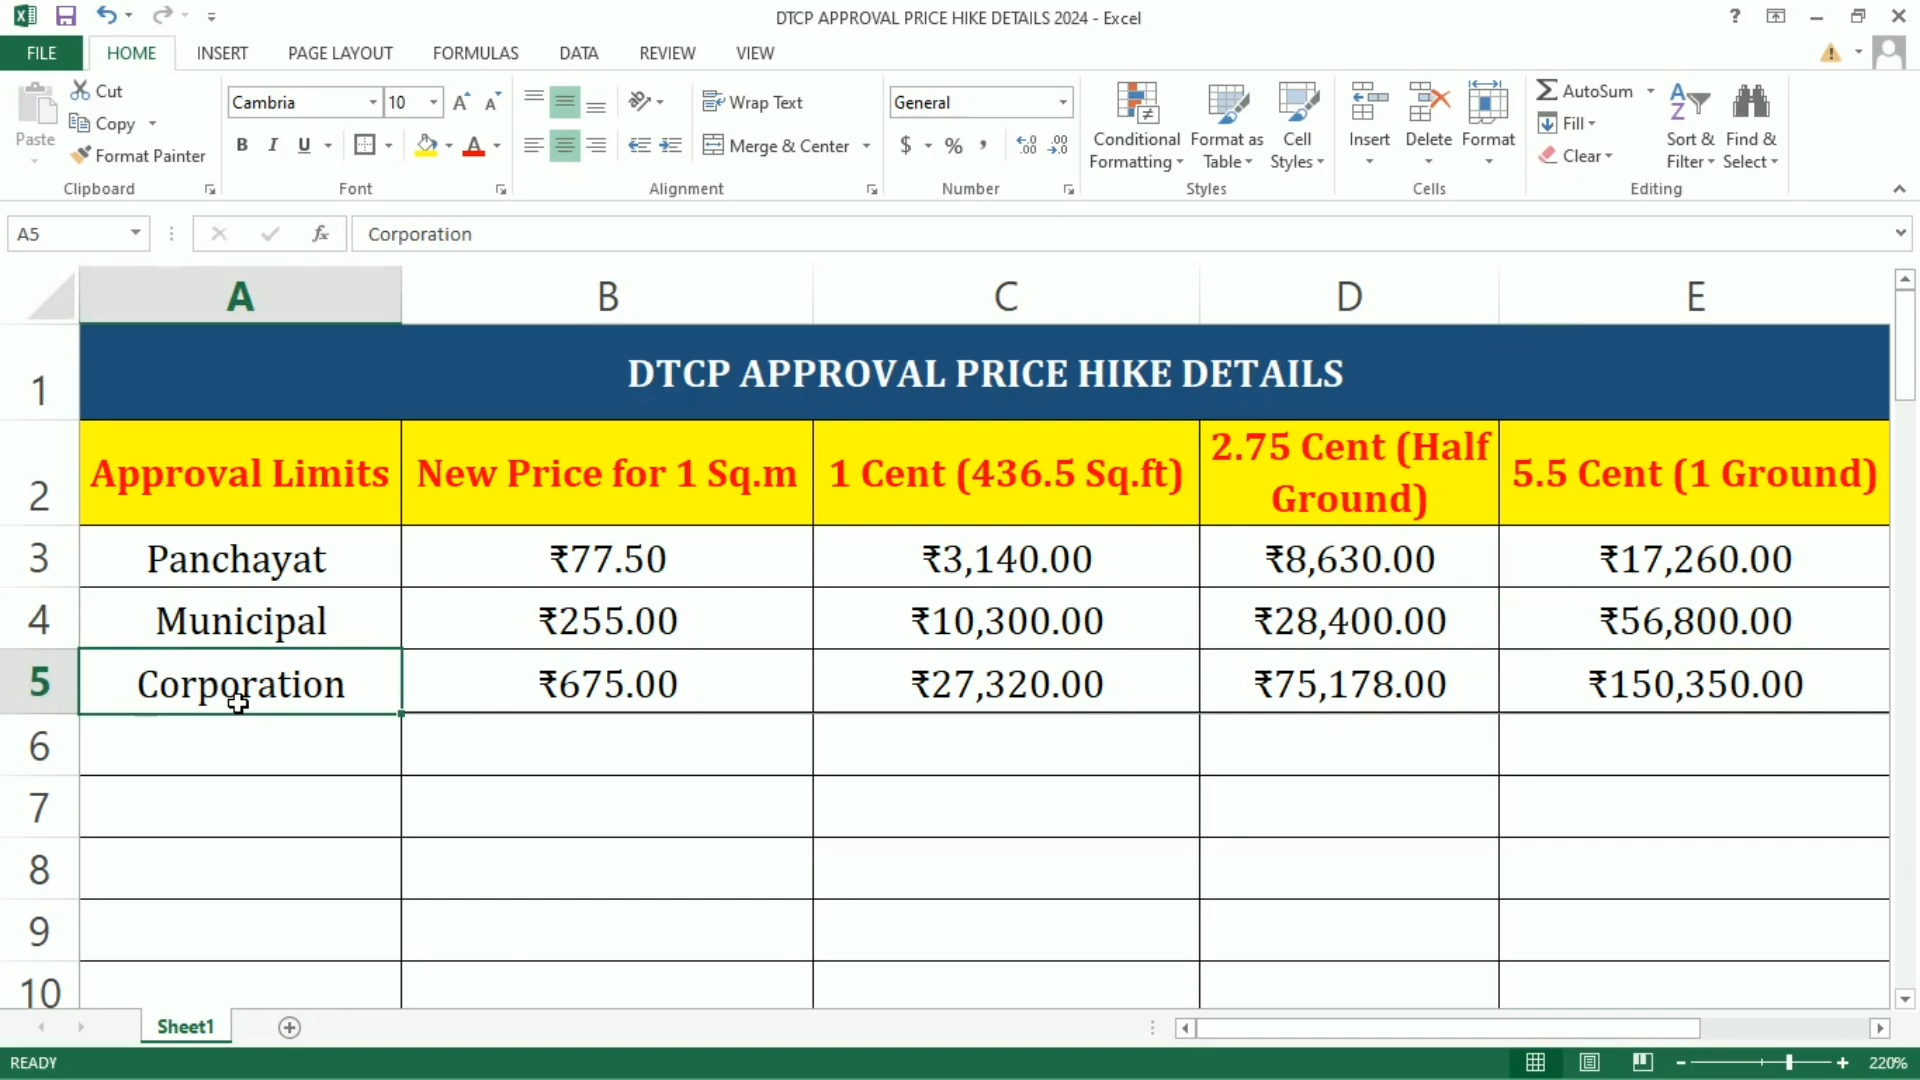 DTCP APPROVAL PRICE HIKE DETAILS 2024 - Excel
?
FILE HOME INSERT PAGE LAYOUT FORMULAS DATA REVIEW VIEW
Paste
Cut
Copy
Format Painter
Clipboard
Cambria 10
B I U
Font
Wrap Text
Merge & Center
Alignment
General
$ % ,
Number
Conditional Formatting
Format as Table
Cell Styles
Styles
Insert
Delete
Format
Cells
AutoSum
Fill
Clear
Sort & Filter
Find & Select
Editing
A5 fx Corporation
A B C D E
1 DTCP APPROVAL PRICE HIKE DETAILS
2 Approval Limits New Price for 1 Sq.m 1 Cent (436.5 Sq.ft) 2.75 Cent (Half Ground) 5.5 Cent (1 Ground)
3 Panchayat ₹77.50 ₹3,140.00 ₹8,630.00 ₹17,260.00
4 Municipal ₹255.00 ₹10,300.00 ₹28,400.00 ₹56,800.00
5 Corporation ₹675.00 ₹27,320.00 ₹75,178.00 ₹150,350.00
6
7
8
9
10
Sheet1
READY 220%